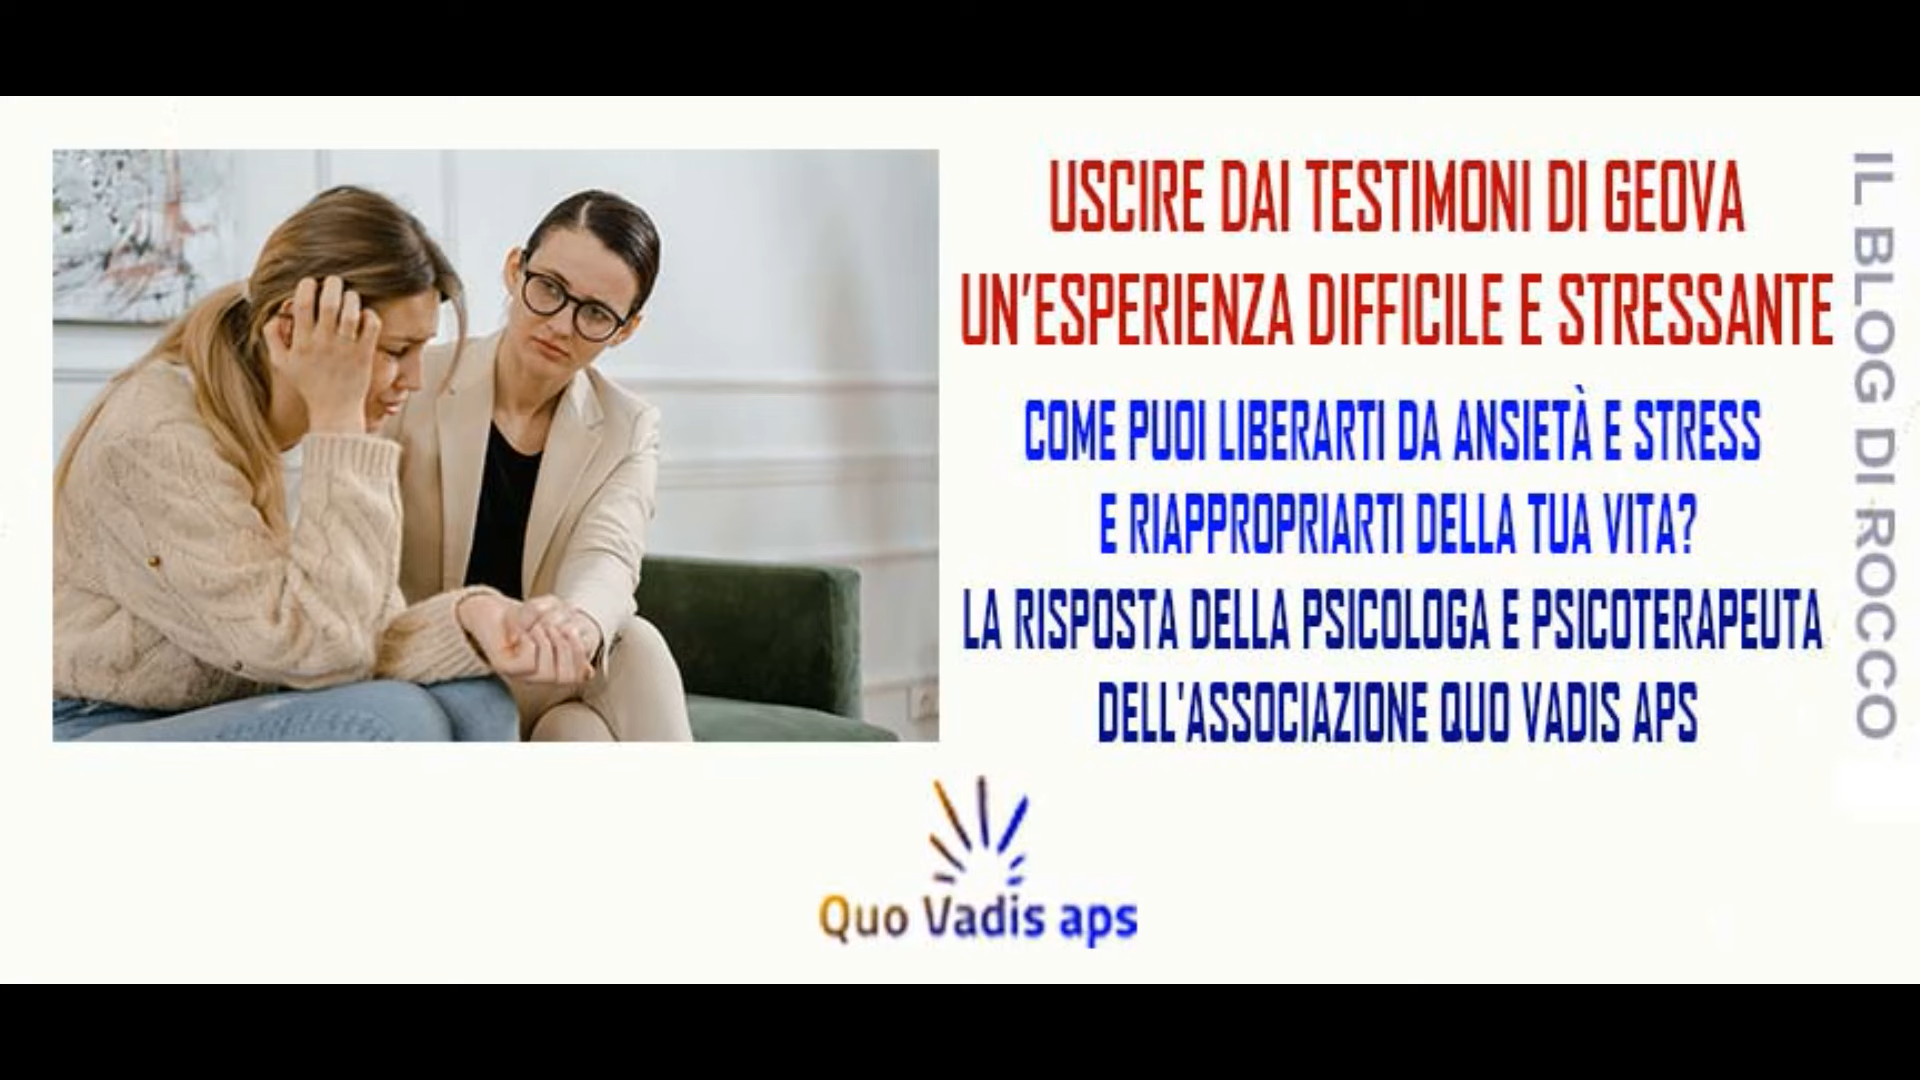 USCIRE DAI TESTIMONI DI GEOVA
UN'ESPERIENZA DIFFICILE E STRESSANTE
COME PUOI LIBERARTI DA ANSIETÀ E STRESS
E RIAPPROPRIARTI DELLA TUA VITA?
LA RISPOSTA DELLA PSICOLOGA E PSICOTERAPEUTA
DELL'ASSOCIAZIONE QUO VADIS APS
IL BLOG DI ROCCO
Quo Vadis aps